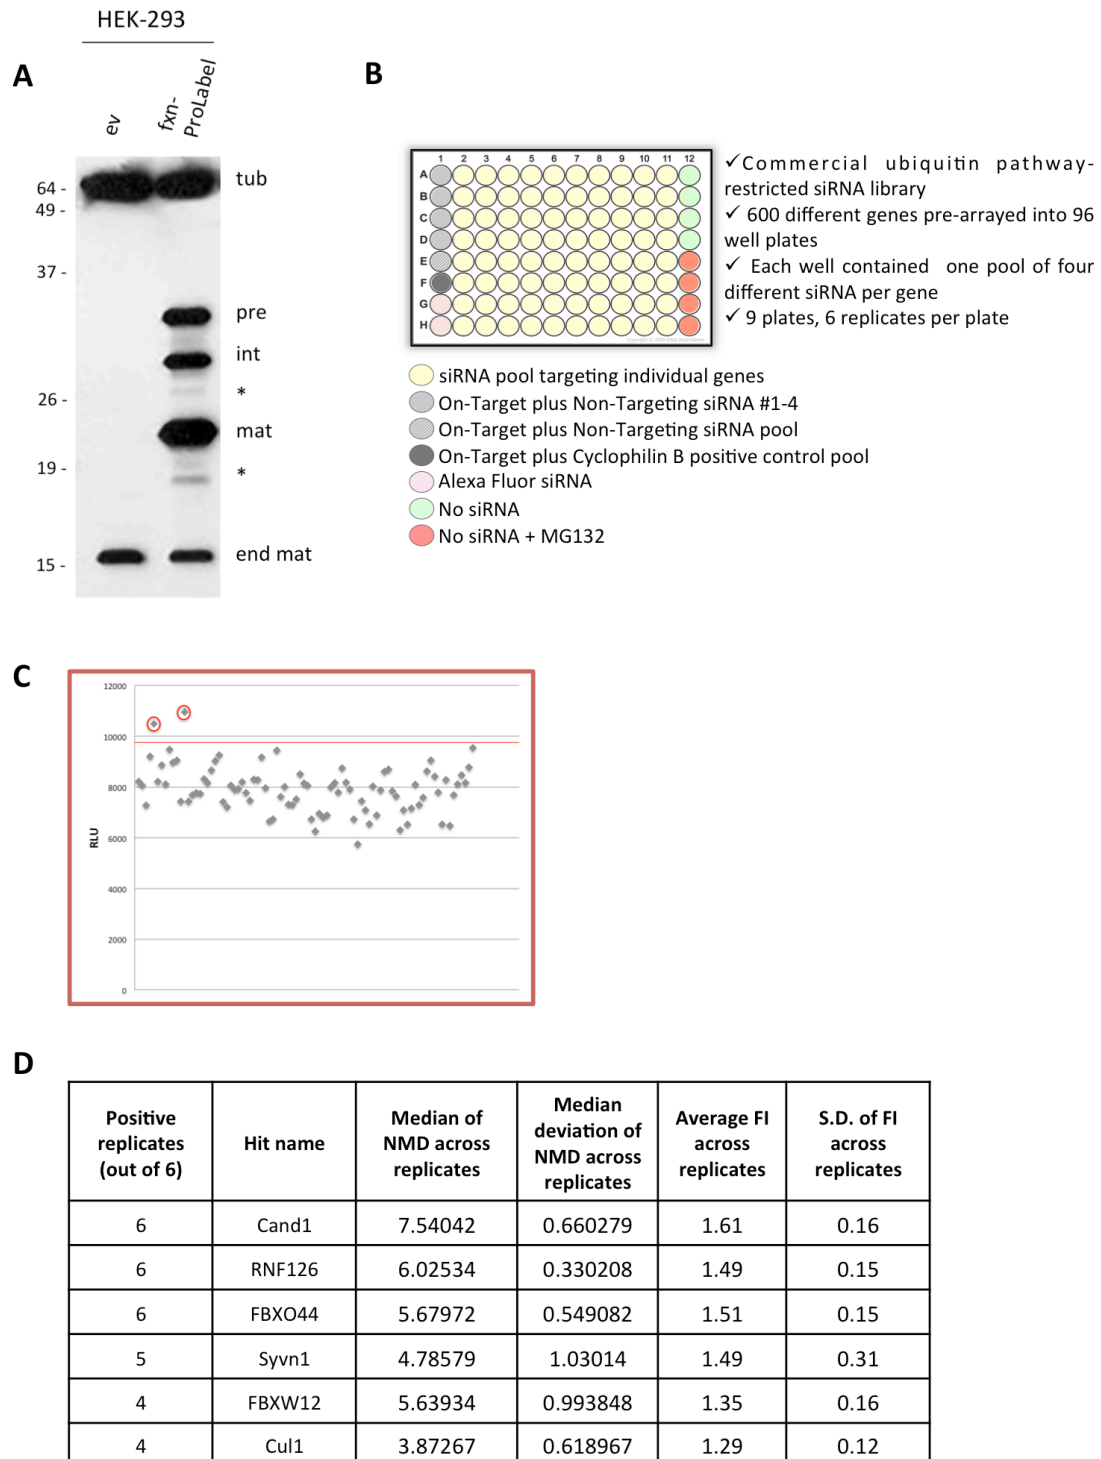 HEK-293
A
ev
fxn-
ProLabel
64 -
49 -
37 -
26 -
19 -
15 -
tub
pre
int
*
mat
*
end mat
B
1 2 3 4 5 6 7 8 9 10 11 12
A
B
C
D
E
F
G
H
✓Commercial ubiquitin pathway-
restricted siRNA library
✓ 600 different genes pre-arrayed into 96
well plates
✓ Each well contained one pool of four
different siRNA per gene
✓ 9 plates, 6 replicates per plate
siRNA pool targeting individual genes
On-Target plus Non-Targeting siRNA #1-4
On-Target plus Non-Targeting siRNA pool
On-Target plus Cyclophilin B positive control pool
Alexa Fluor siRNA
No siRNA
No siRNA + MG132
C
RLU
12000
10000
8000
6000
4000
2000
0
D
Positive replicates (out of 6) Hit name Median of NMD across replicates Median deviation of NMD across replicates Average FI across replicates S.D. of FI across replicates
6 Cand1 7.54042 0.660279 1.61 0.16
6 RNF126 6.02534 0.330208 1.49 0.15
6 FBXO44 5.67972 0.549082 1.51 0.15
5 Syvn1 4.78579 1.03014 1.49 0.31
4 FBXW12 5.63934 0.993848 1.35 0.16
4 Cul1 3.87267 0.618967 1.29 0.12